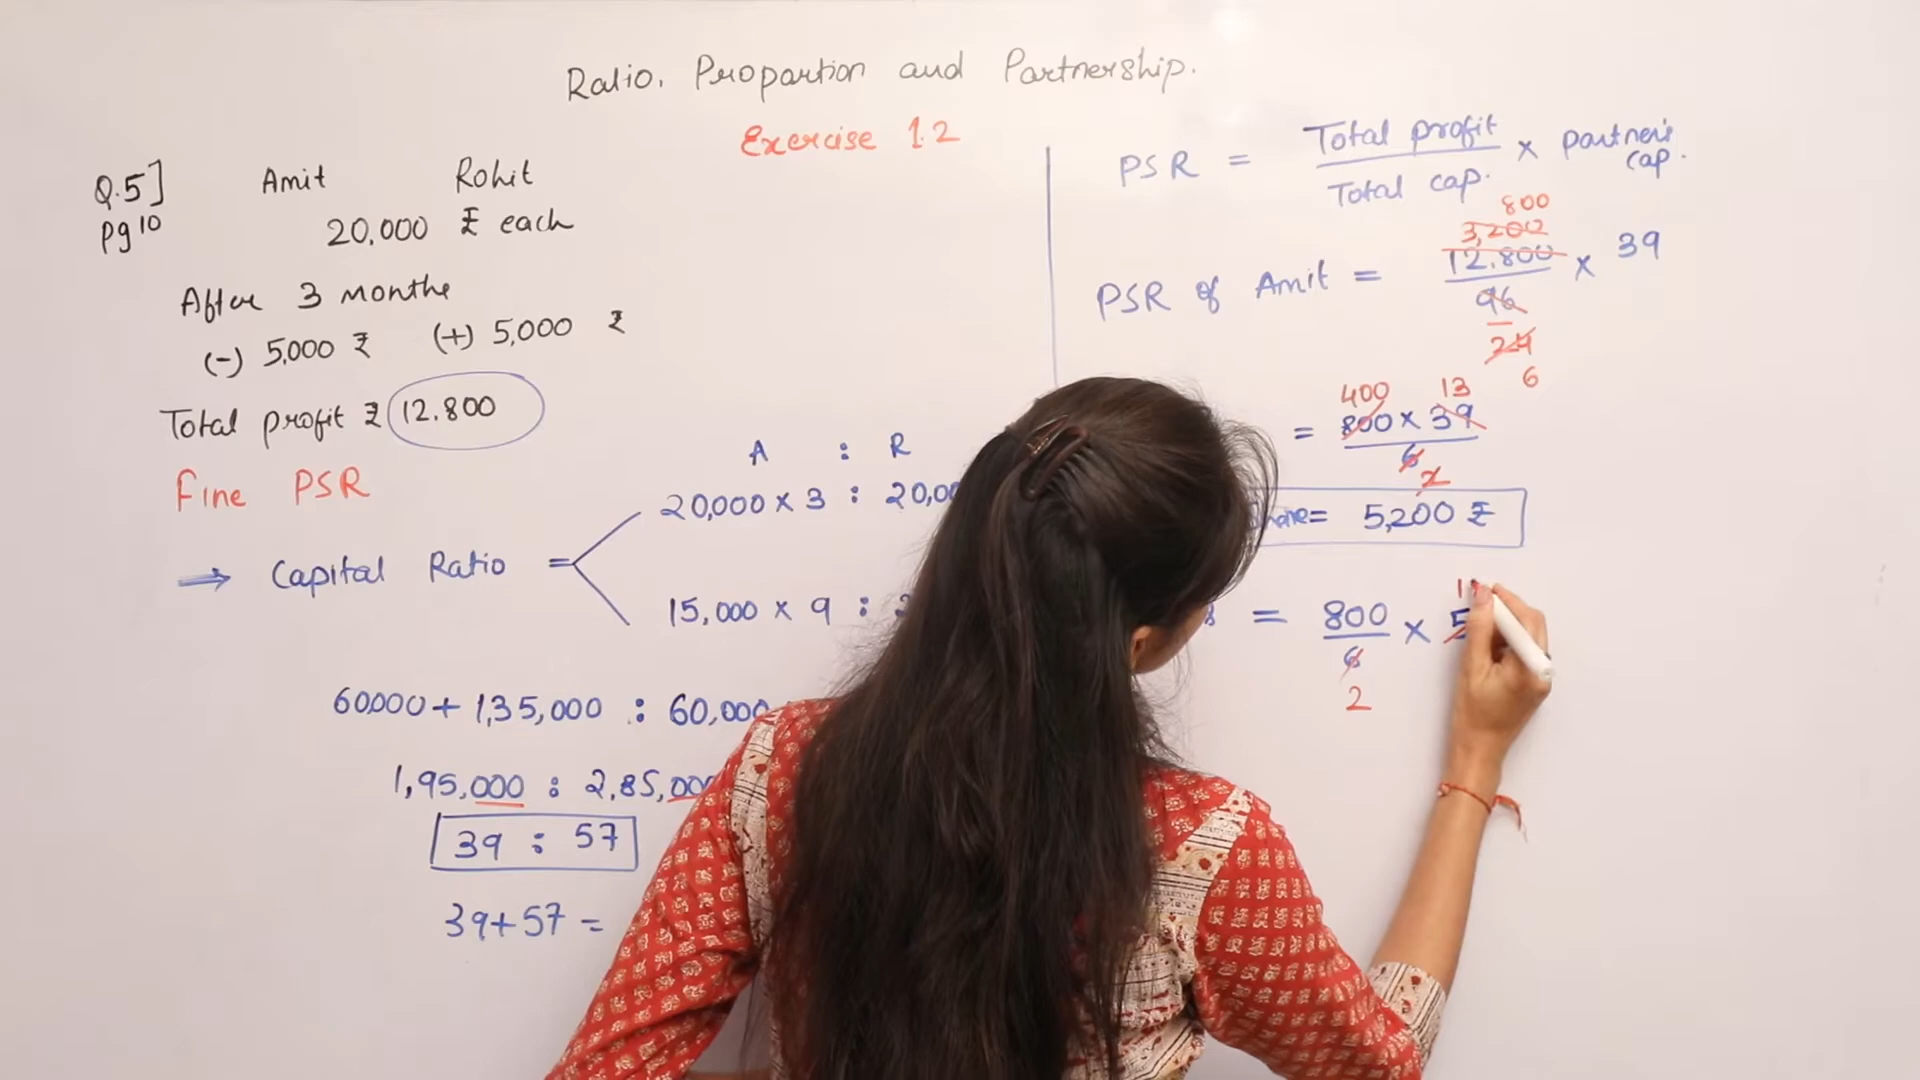 Ratio, Proportion and Partnership.
Exercise 1.2
Q.5] Amit Rohit
Pg 10 20,000 ₹ each
After 3 months
(-) 5,000 ₹ (+) 5,000 ₹
Total profit ₹ 12.800
Fine PSR
A : R
20,000 x 3 : 20,00
⇒ Capital Ratio =
15,000 x 9 :
60,000 + 1,35,000 : 60,000
1,95,000 : 2,85,000
39 : 57
39+57 =
PSR = Total profit x partner's cap.
Total cap.
800
3,200
PSR of Amit = 12.800 x 39
96
24
6
400 13
= 800 x 39
6
2
= 5,200 ₹
= 800 x 5
6
2